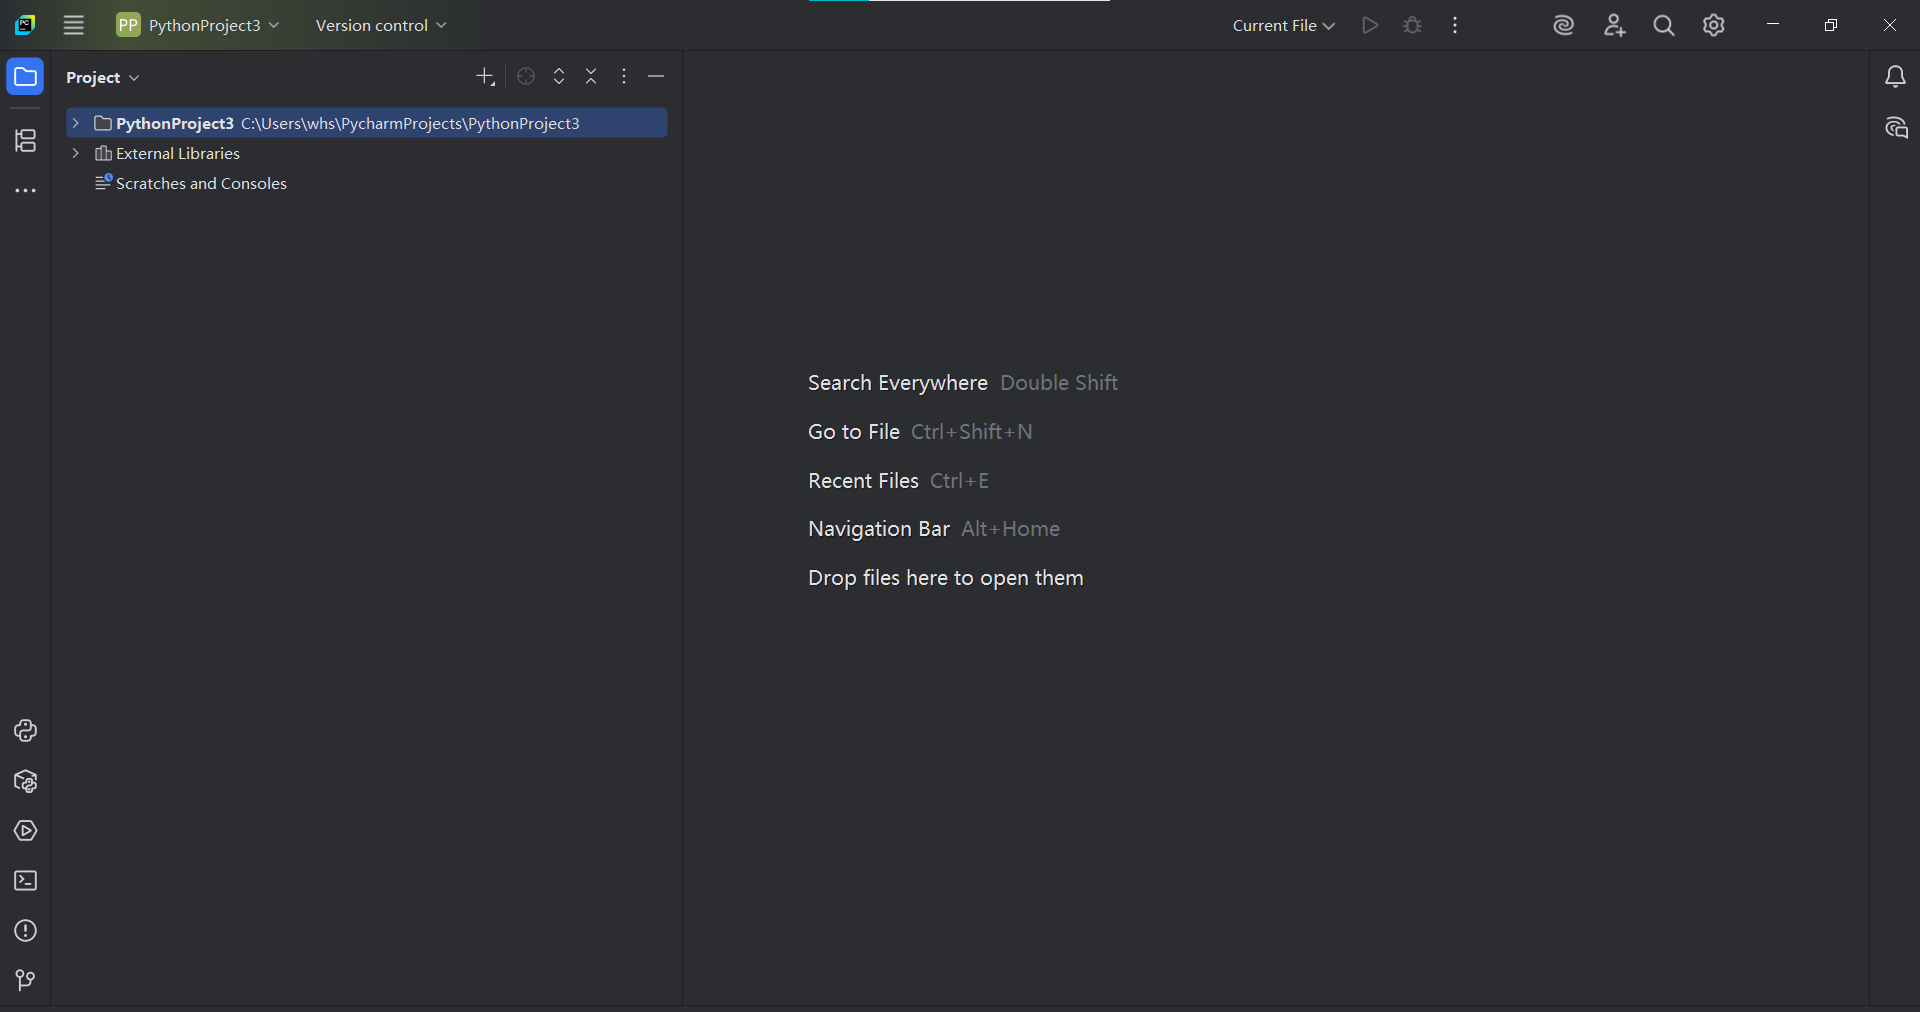 PC
PP PythonProject3
Version control
Current File
Project
PythonProject3 C:\Users\whs\PycharmProjects\PythonProject3
External Libraries
Scratches and Consoles
Search Everywhere Double Shift
Go to File Ctrl+Shift+N
Recent Files Ctrl+E
Navigation Bar Alt+Home
Drop files here to open them